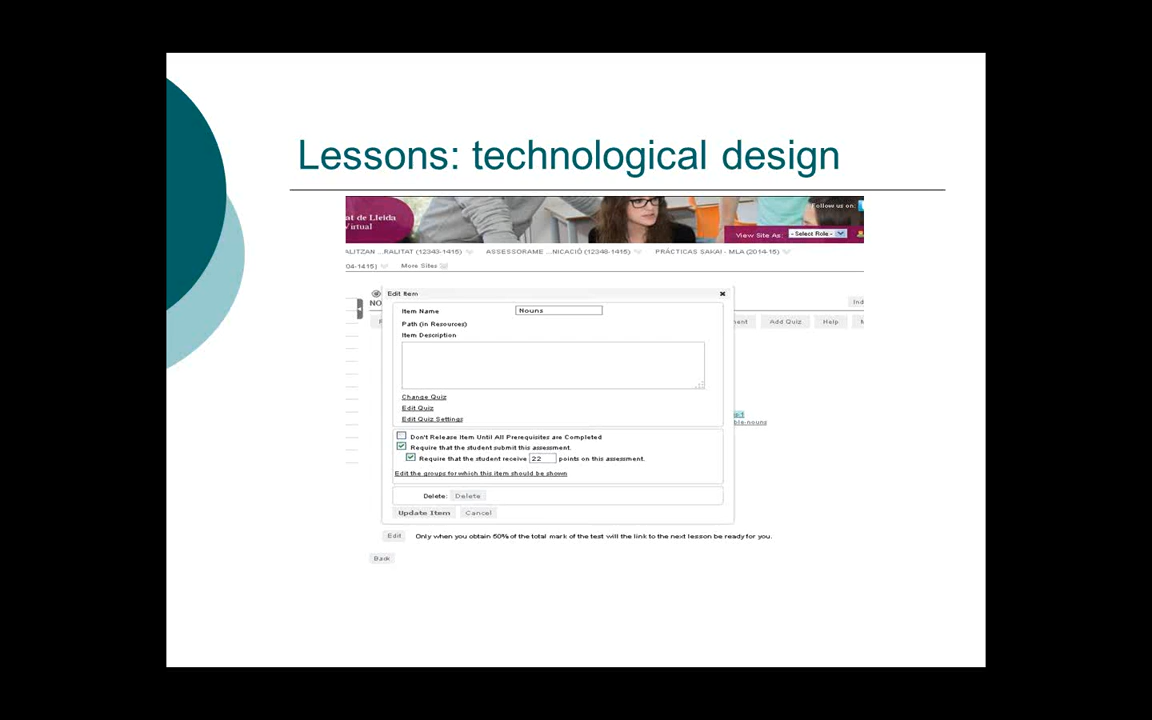 Lessons: technological design
Follow us on:
at de Lleida
Virtual
View Site As: - Select Role -
ALITZAN ...RALITAT (12343-1415) ASSESSORAME ...NICACIÓ (12348-1415) PRÁCTICAS SAKAI - MLA (2014-15)
04-1415) More Sites
Edit Item
NO
Ind
Item Name Nouns
Path (in Resources)
ment Add Quiz Help
Item Description
Change Quiz
Edit Quiz
Edit Quiz Settings
ble-nouns
Don't Release Item Until All Prerequisites are Completed
Require that the student submit this assessment.
Require that the student receive 22 points on this assessment.
Edit the groups for which this item should be shown
Delete: Delete
Update Item Cancel
Edit Only when you obtain 50% of the total mark of the test will the link to the next lesson be ready for you.
Back